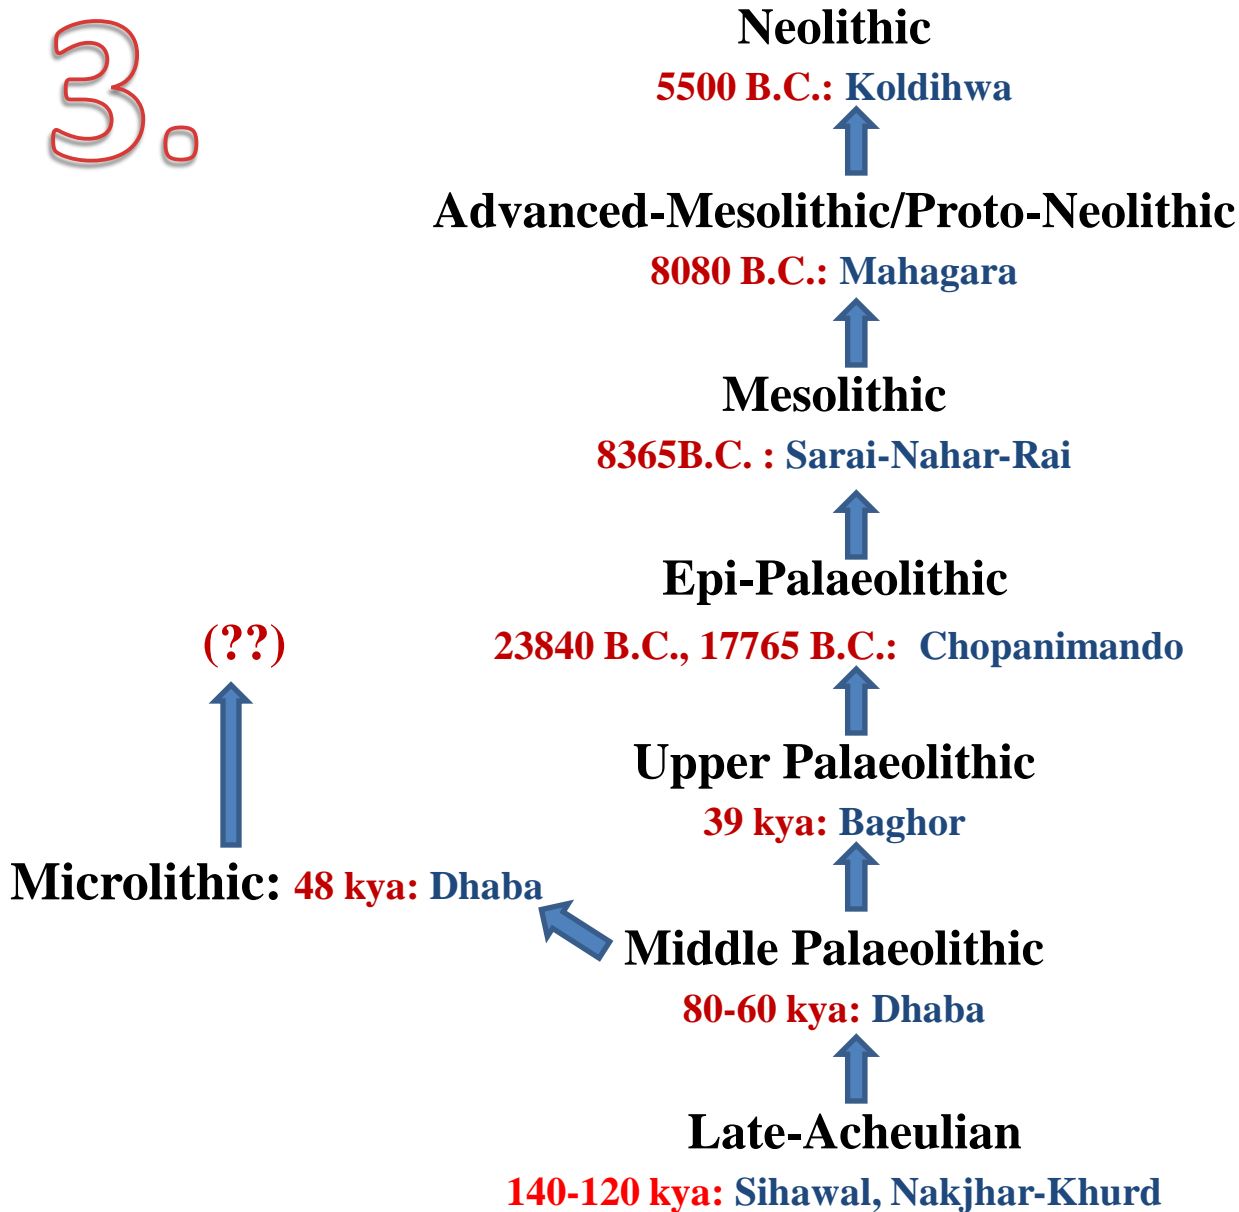 3.
Neolithic
5500 B.C.: Koldihwa
Advanced-Mesolithic/Proto-Neolithic
8080 B.C.: Mahagara
Mesolithic
8365B.C. : Sarai-Nahar-Rai
Epi-Palaeolithic
(??)
23840 B.C., 17765 B.C.: Chopanimando
Upper Palaeolithic
39 kya: Baghor
Microlithic: 48 kya: Dhaba
Middle Palaeolithic
80-60 kya: Dhaba
Late-Acheulian
140-120 kya: Sihawal, Nakjhar-Khurd